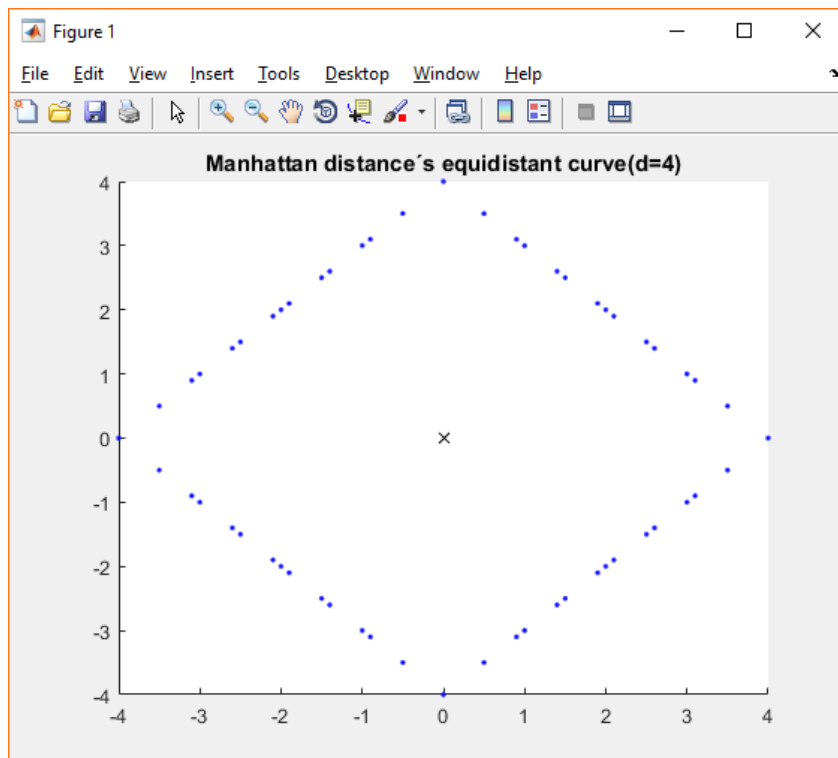 Figure 1
File Edit View Insert Tools Desktop Window Help
Manhattan distance´s equidistant curve(d=4)
4
3
2
1
0
-1
-2
-3
-4
-4 -3 -2 -1 0 1 2 3 4